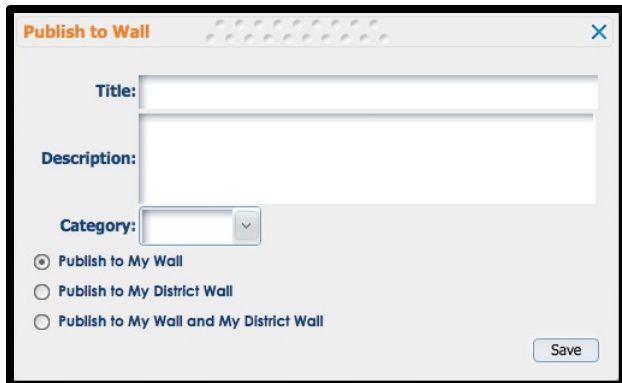 Publish to Wall
Title:
Description:
Category:
Publish to My Wall
Publish to My District Wall
Publish to My Wall and My District Wall
Save